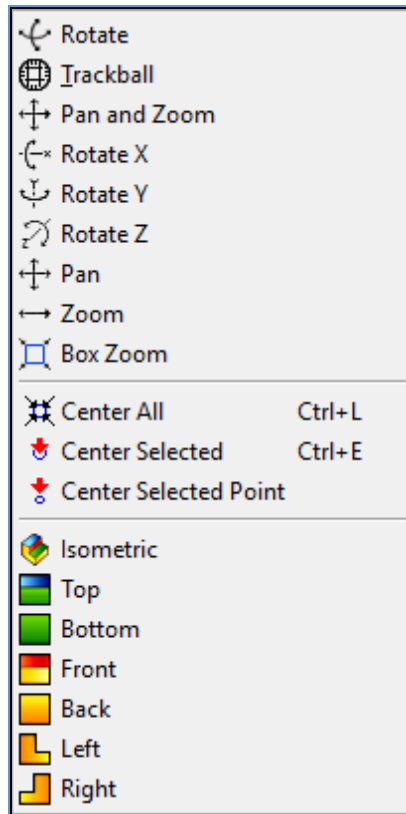 Rotate
Trackball
Pan and Zoom
Rotate X
Rotate Y
Rotate Z
Pan
Zoom
Box Zoom
Center All Ctrl+L
Center Selected Ctrl+E
Center Selected Point
Isometric
Top
Bottom
Front
Back
Left
Right